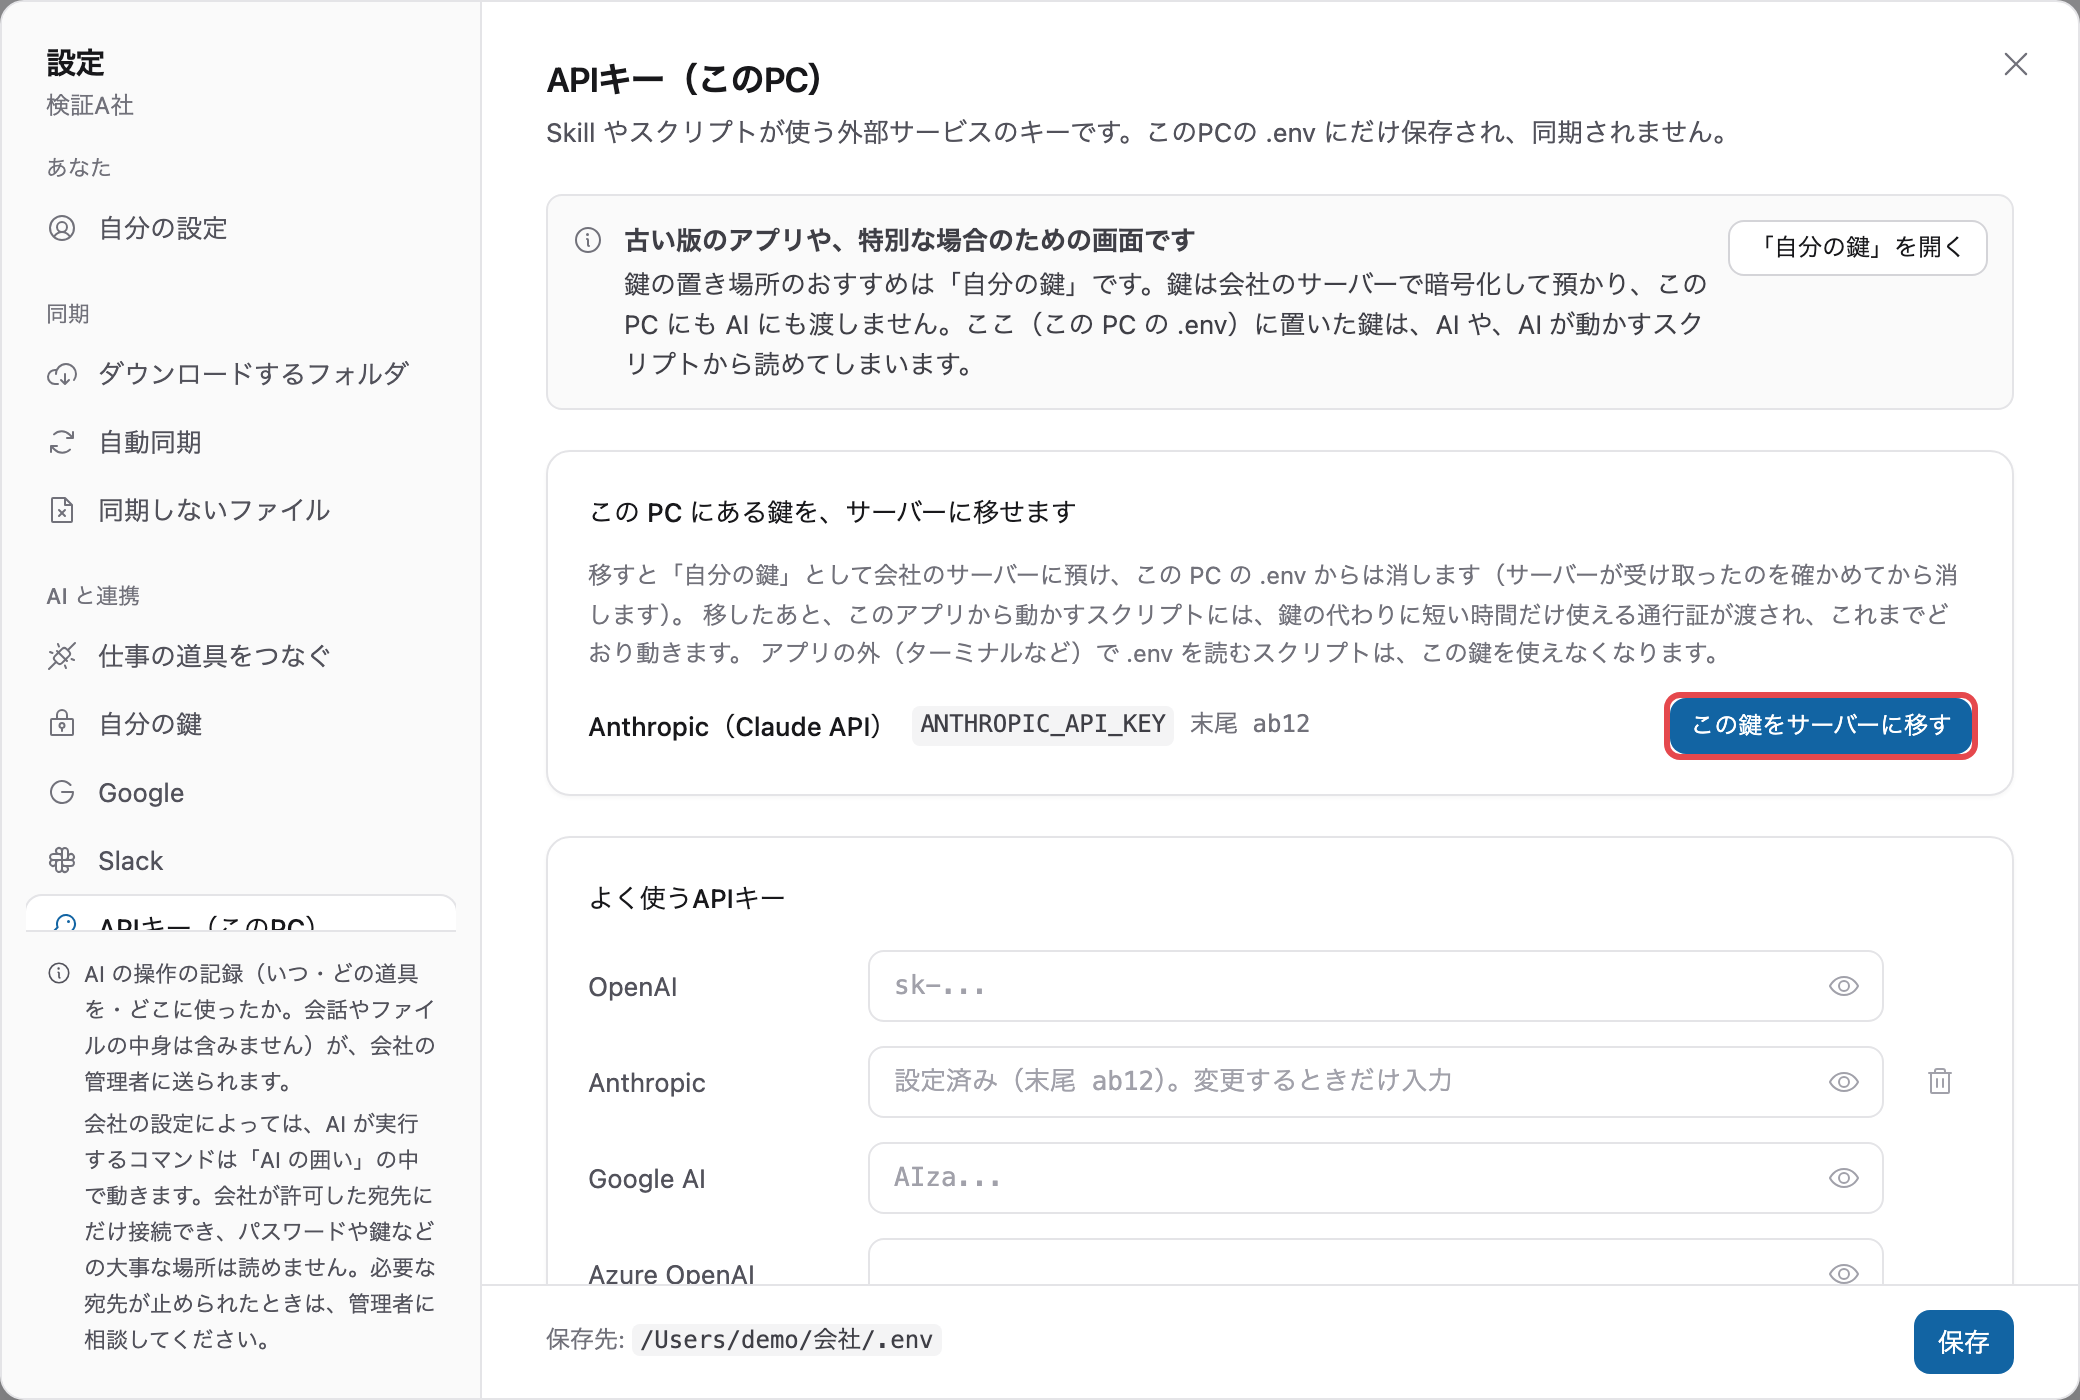 設定
検証A社
あなた
自分の設定
同期
ダウンロードするフォルダ
自動同期
同期しないファイル
AI と連携
仕事の道具をつなぐ
自分の鍵
Google
Slack
APIキー（このPC）
AI の操作の記録（いつ・どの道具
を・どこに使ったか。会話やファイ
ルの中身は含みません）が、会社の
管理者に送られます。
会社の設定によっては、AI が実行
するコマンドは「AI の囲い」の中
で動きます。会社が許可した宛先に
だけ接続でき、パスワードや鍵など
の大事な場所は読めません。必要な
宛先が止められたときは、管理者に
相談してください。
APIキー（このPC）
Skill やスクリプトが使う外部サービスのキーです。このPCの .env にだけ保存され、同期されません。
古い版のアプリや、特別な場合のための画面です
鍵の置き場所のおすすめは「自分の鍵」です。鍵は会社のサーバーで暗号化して預かり、この
PC にも AI にも渡しません。ここ（この PC の .env）に置いた鍵は、AI や、AI が動かすスク
リプトから読めてしまいます。
「自分の鍵」を開く
この PC にある鍵を、サーバーに移せます
移すと「自分の鍵」として会社のサーバーに預け、この PC の .env からは消します（サーバーが受け取ったのを確かめてから消
します）。 移したあと、このアプリから動かすスクリプトには、鍵の代わりに短い時間だけ使える通行証が渡され、これまでど
おり動きます。 アプリの外（ターミナルなど）で .env を読むスクリプトは、この鍵を使えなくなります。
Anthropic（Claude API） ANTHROPIC_API_KEY 末尾 ab12
この鍵をサーバーに移す
よく使うAPIキー
OpenAI
sk-...
Anthropic
設定済み（末尾 ab12）。変更するときだけ入力
Google AI
AIza...
Azure OpenAI
保存先: /Users/demo/会社/.env
保存